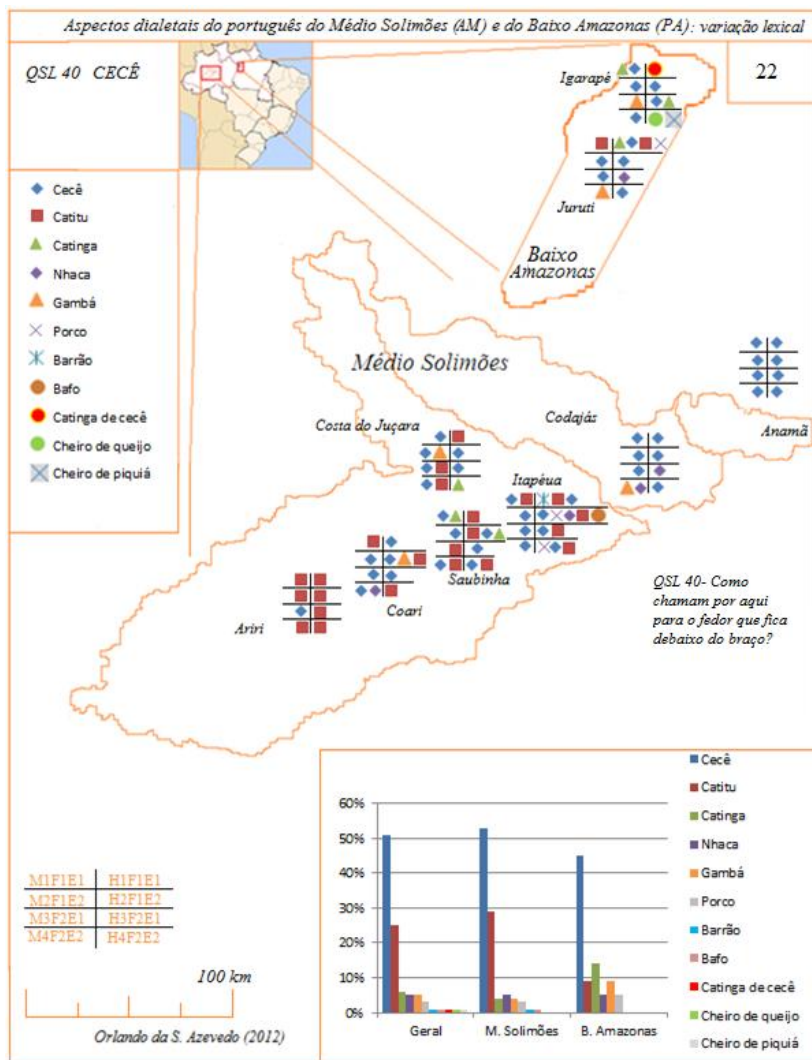 Aspectos dialetais do português do Médio Solimões (AM) e do Baixo Amazonas (PA): variação lexical
QSL 40 CECÊ
22
Cecê
Catitu
Catinga
Nhaca
Gambá
Porco
Barrão
Bafo
Catinga de cecê
Cheiro de queijo
Cheiro de piquiá
Igarapé
Juruti
Baixo
Amazonas
Médio Solimões
Costa do Juçara
Codajás
Anamã
Itapéua
Saubinha
Coari
Ariri
QSL 40- Como
chamam por aqui
para o fedor que fica
debaixo do braço?
M1F1E1 H1F1E1
M2F1E2 H2F1E2
M3F2E1 H3F2E1
M4F2E2 H4F2E2
100 km
Orlando da S. Azevedo (2012)
60%
50%
40%
30%
20%
10%
0%
Geral M. Solimões B. Amazonas
Cecê
Catitu
Catinga
Nhaca
Gambá
Porco
Barrão
Bafo
Catinga de cecê
Cheiro de queijo
Cheiro de piquiá